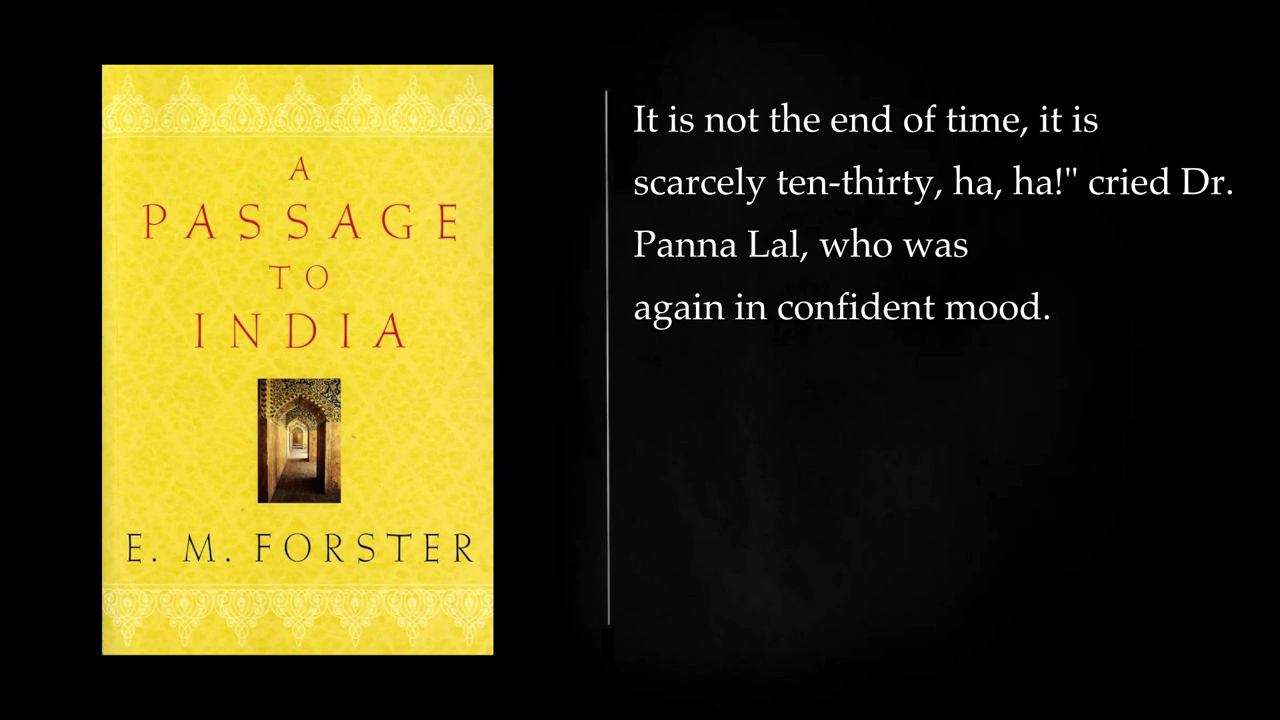 A
PASSAGE
TO
INDIA
E. M. FORSTER
It is not the end of time, it is
scarcely ten-thirty, ha, ha!" cried Dr.
Panna Lal, who was
again in confident mood.